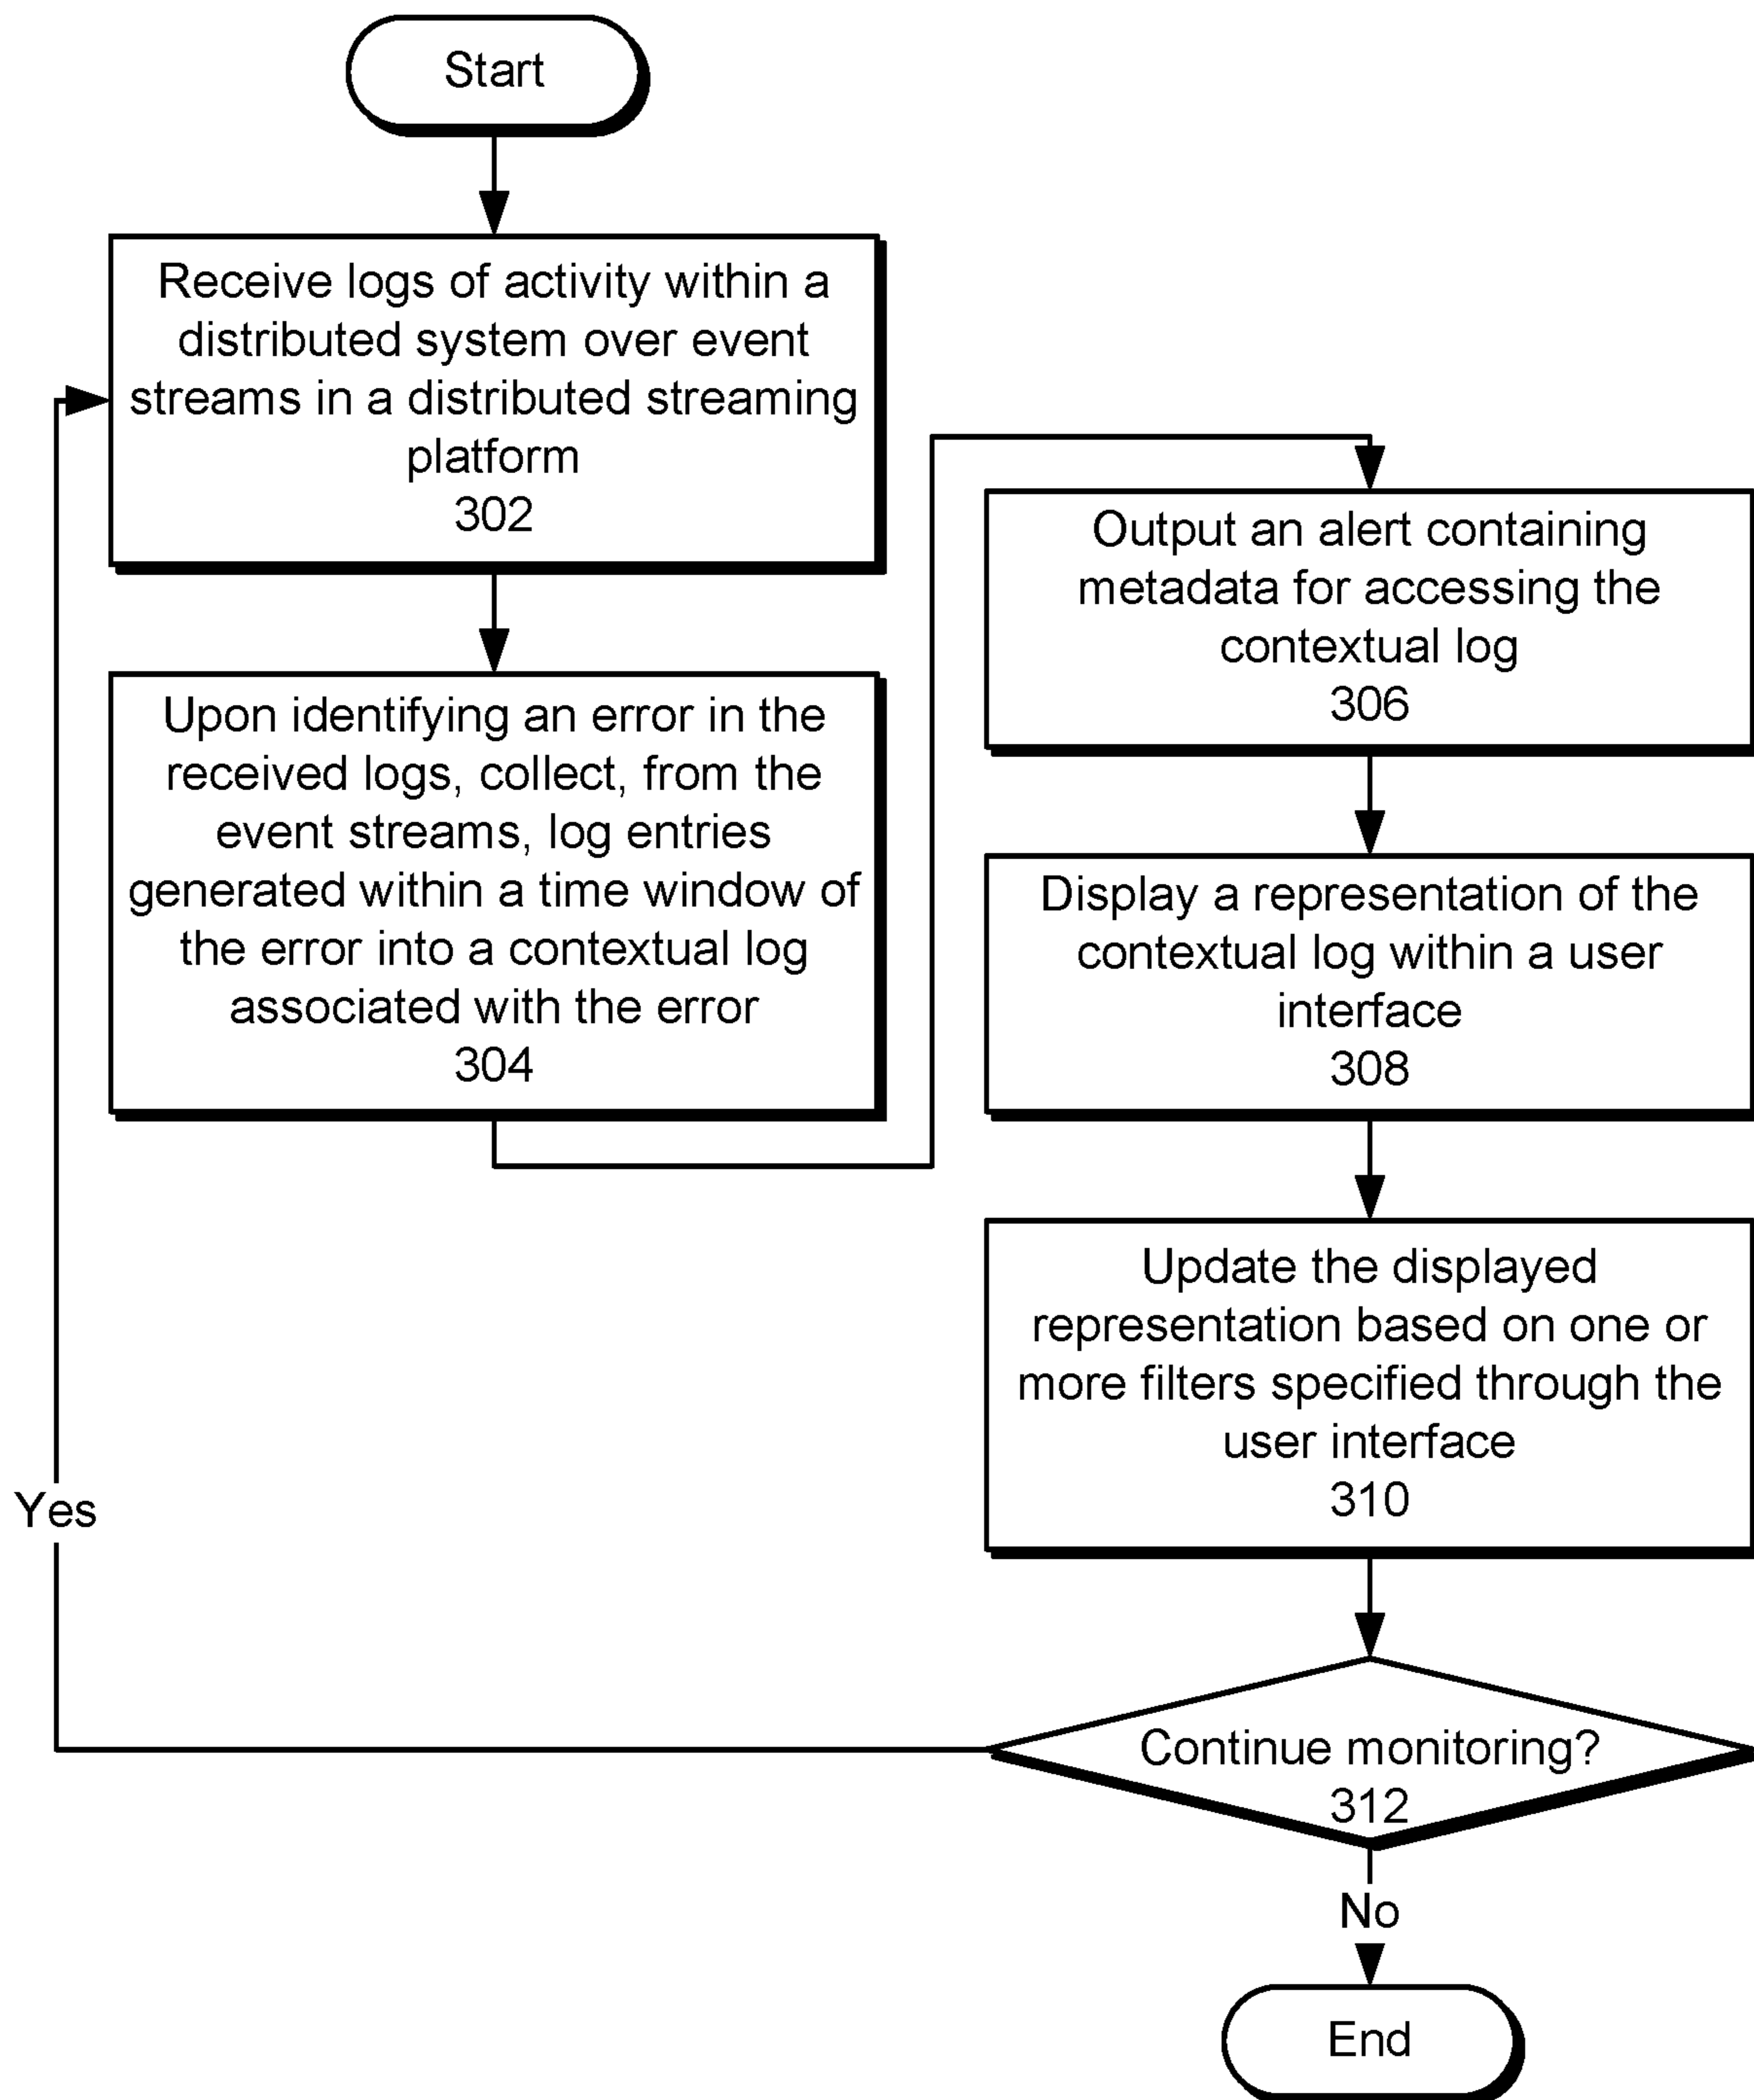 Start
Receive logs of activity within a
distributed system over event
streams in a distributed streaming
platform
302
Upon identifying an error in the
received logs, collect, from the
event streams, log entries
generated within a time window of
the error into a contextual log
associated with the error
304
Output an alert containing
metadata for accessing the
contextual log
306
Display a representation of the
contextual log within a user
interface
308
Update the displayed
representation based on one or
more filters specified through the
user interface
310
Continue monitoring?
312
Yes
No
End